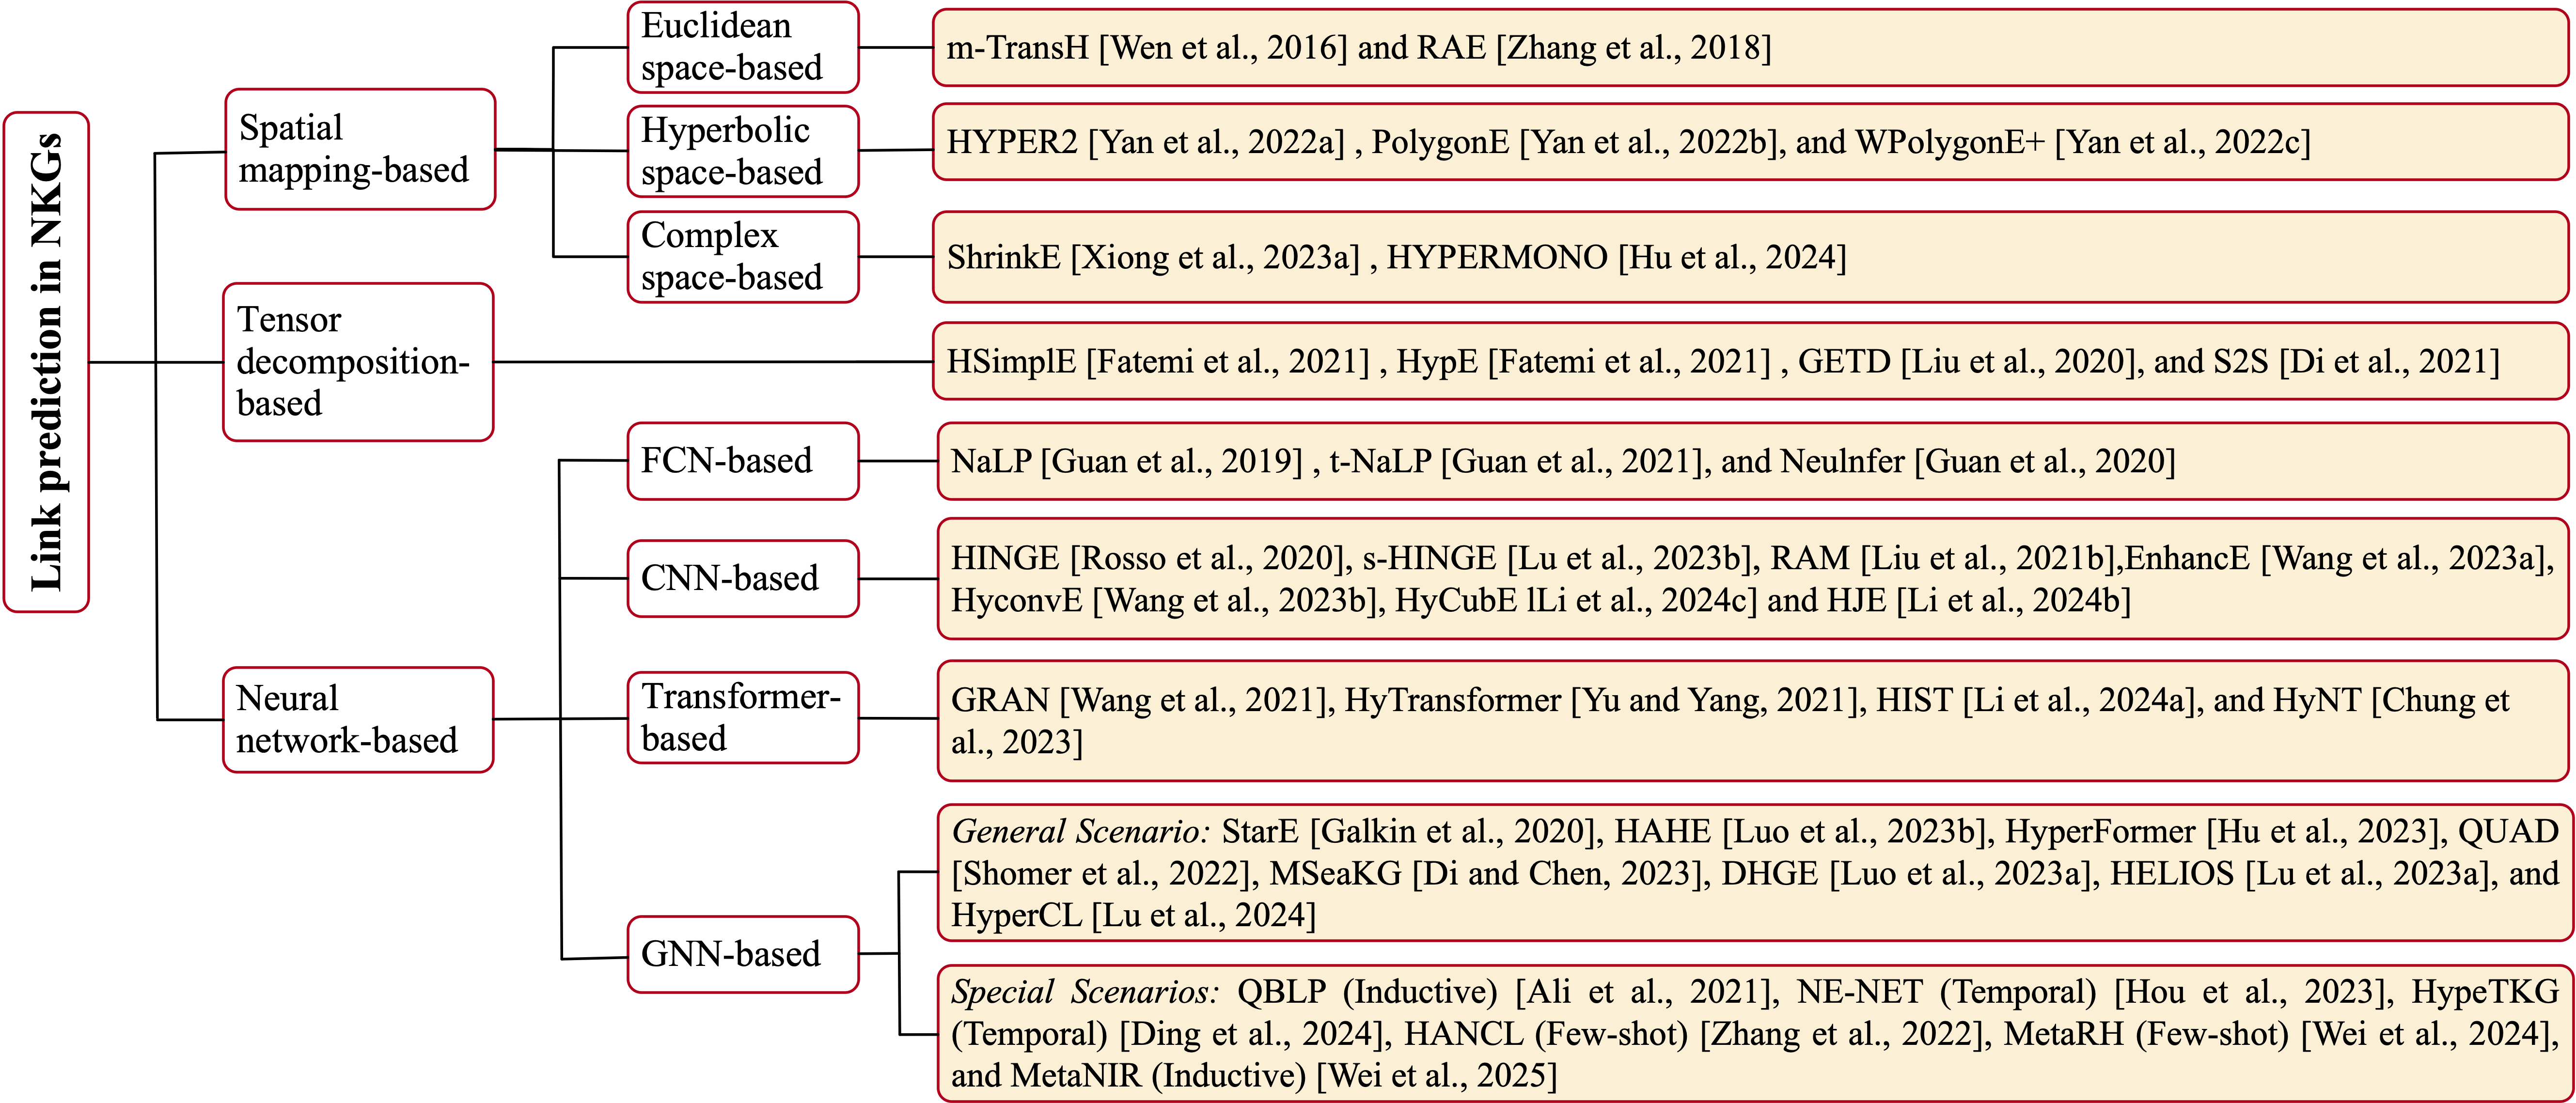 Link prediction in NKGs
Spatial
mapping-based
Euclidean
space-based
m-TransH [Wen et al., 2016] and RAE [Zhang et al., 2018]
Hyperbolic
space-based
HYPER2 [Yan et al., 2022a] , PolygonE [Yan et al., 2022b], and WPolygonE+ [Yan et al., 2022c]
Complex
space-based
ShrinkE [Xiong et al., 2023a] , HYPERMONO [Hu et al., 2024]
Tensor
decomposition-
based
HSimplE [Fatemi et al., 2021] , HypE [Fatemi et al., 2021] , GETD [Liu et al., 2020], and S2S [Di et al., 2021]
Neural
network-based
FCN-based
NaLP [Guan et al., 2019] , t-NaLP [Guan et al., 2021], and NeuInfer [Guan et al., 2020]
CNN-based
HINGE [Rosso et al., 2020], s-HINGE [Lu et al., 2023b], RAM [Liu et al., 2021b],EnhancE [Wang et al., 2023a],
HyconvE [Wang et al., 2023b], HyCubE lLi et al., 2024c] and HJE [Li et al., 2024b]
Transformer-
based
GRAN [Wang et al., 2021], HyTransformer [Yu and Yang, 2021], HIST [Li et al., 2024a], and HyNT [Chung et
al., 2023]
GNN-based
General Scenario: StarE [Galkin et al., 2020], HAHE [Luo et al., 2023b], HyperFormer [Hu et al., 2023], QUAD
[Shomer et al., 2022], MSeaKG [Di and Chen, 2023], DHGE [Luo et al., 2023a], HELIOS [Lu et al., 2023a], and
HyperCL [Lu et al., 2024]
Special Scenarios: QBLP (Inductive) [Ali et al., 2021], NE-NET (Temporal) [Hou et al., 2023], HypeTKG
(Temporal) [Ding et al., 2024], HANCL (Few-shot) [Zhang et al., 2022], MetaRH (Few-shot) [Wei et al., 2024],
and MetaNIR (Inductive) [Wei et al., 2025]